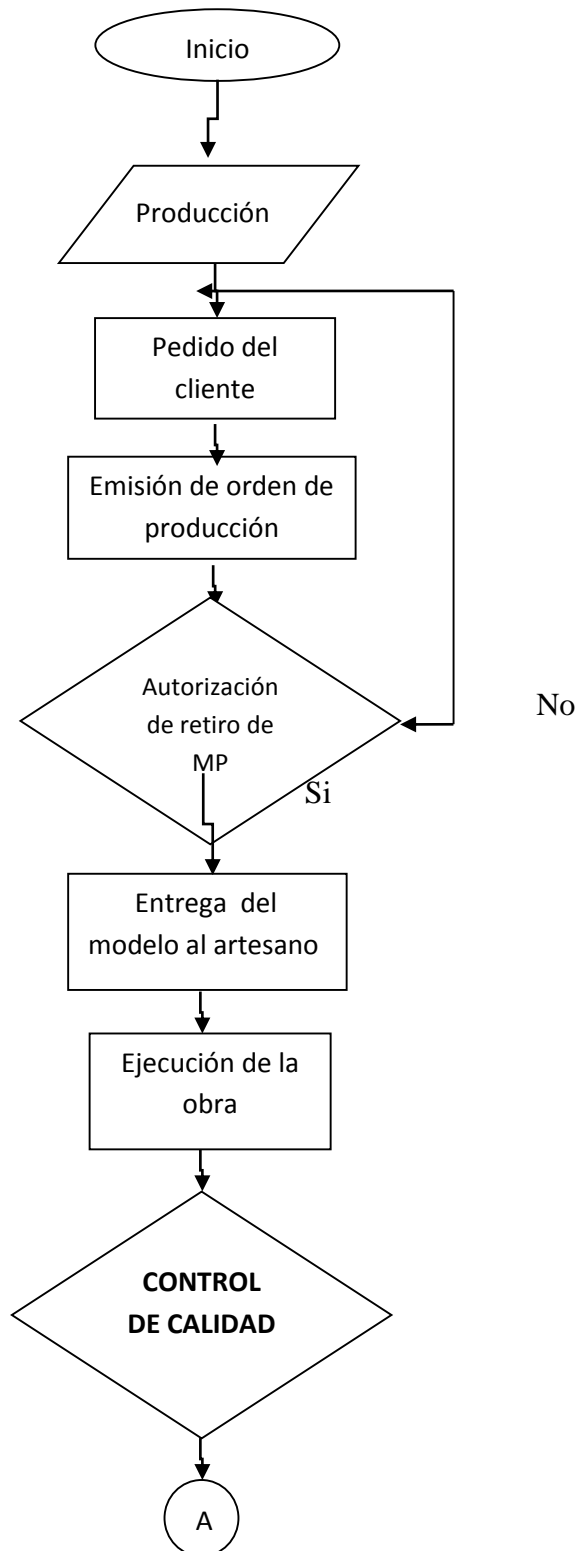 Inicio
Producción
Pedido del
cliente
Emisión de orden de
producción
Autorización
de retiro de
MP
No
Si
Entrega del
modelo al artesano
Ejecución de la
obra
CONTROL
DE CALIDAD
A